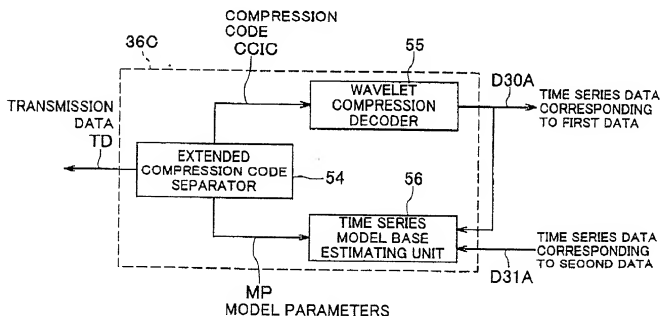 COMPRESSION
CODE
CCIC
36C
55
WAVELET
COMPRESSION
DECODER
D30A
TIME SERIES DATA
CORRESPONDING
TO FIRST DATA
TRANSMISSION
DATA
TD
EXTENDED
COMPRESSION CODE
SEPARATOR
54
56
TIME SERIES
MODEL BASE
ESTIMATING UNIT
TIME SERIES DATA
CORRESPONDING
TO SECOND DATA
D31A
MP
MODEL PARAMETERS